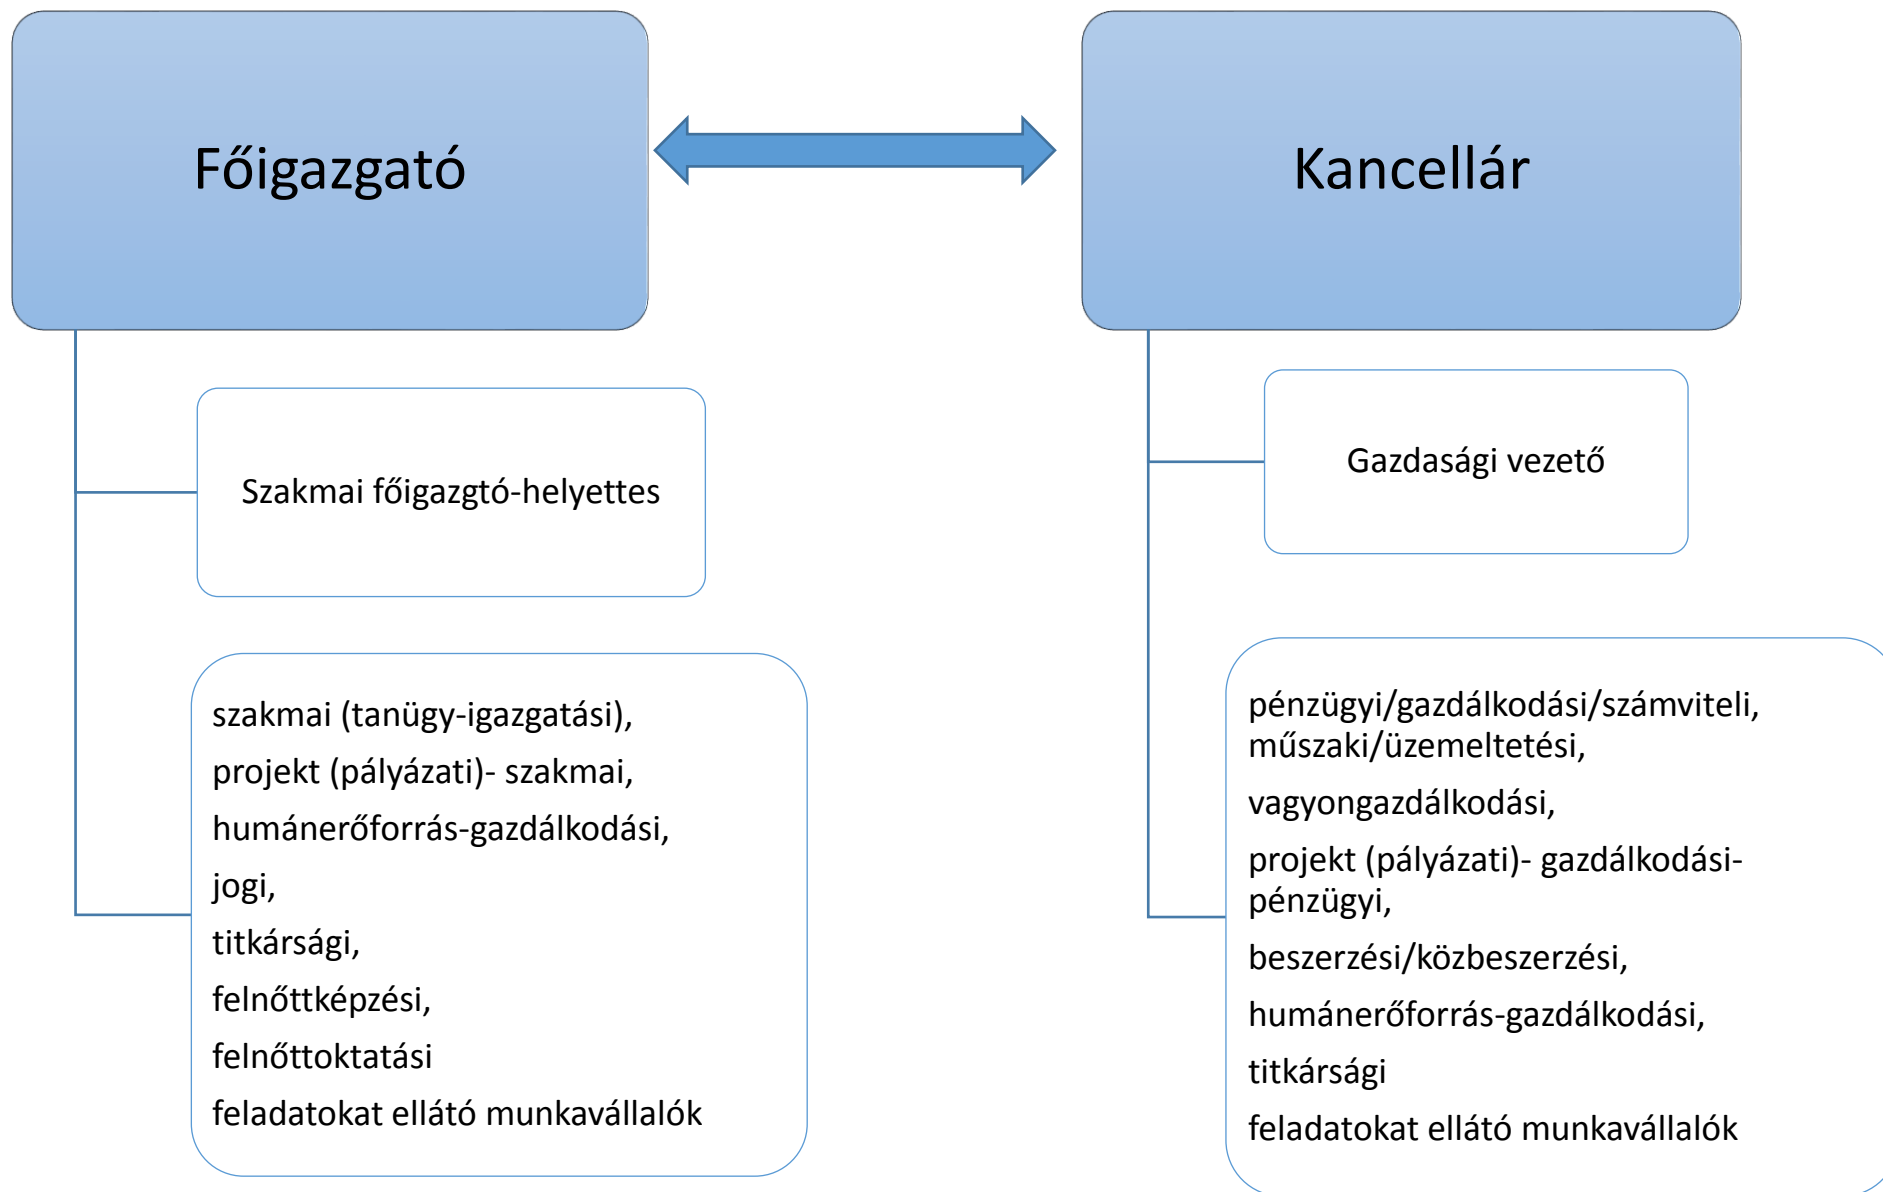 Főigazgató
Szakmai főigazgtó-helyettes
szakmai (tanügy-igazgatási),
projekt (pályázati)- szakmai,
humánerőforrás-gazdálkodási,
jogi,
titkársági,
felnőttképzési,
felnőttoktatási
feladatokat ellátó munkavállalók
Kancellár
Gazdasági vezető
pénzügyi/gazdálkodási/számviteli,
műszaki/üzemeltetési,
vagyongazdálkodási,
projekt (pályázati)- gazdálkodási-
pénzügyi,
beszerzési/közbeszerzési,
humánerőforrás-gazdálkodási,
titkársági
feladatokat ellátó munkavállalók